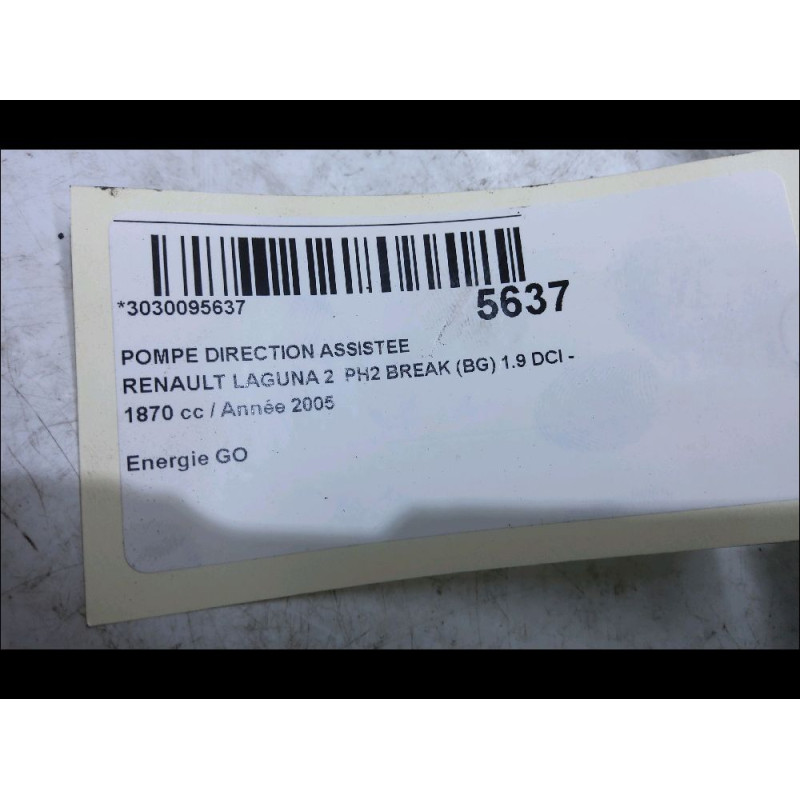 *3030095637
5637
POMPE DIRECTION ASSISTEE
RENAULT LAGUNA 2 PH2 BREAK (BG) 1.9 DCI -
1870 cc / Année 2005
Energie GO